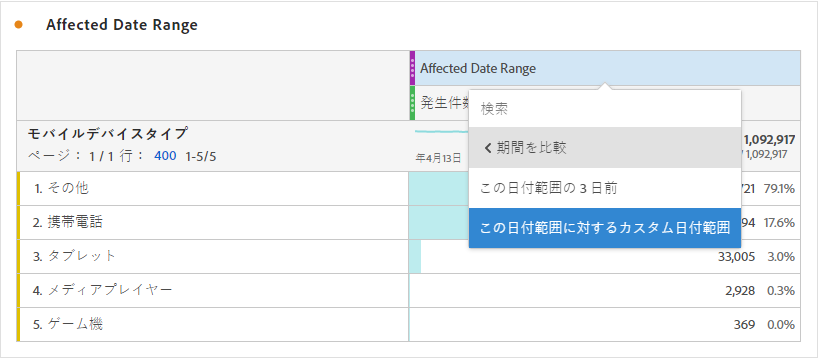 Affected Date Range
Affected Date Range
発生件数
検索
期間を比較
この日付範囲の 3 日前
この日付範囲に対するカスタム日付範囲
モバイルデバイスタイプ
ページ： 1 / 1 行： 400 1-5/5
年4月13日
1,092,917
/ 1,092,917
1. その他 721 79.1%
2. 携帯電話 94 17.6%
3. タブレット 33,005 3.0%
4. メディアプレイヤー 2,928 0.3%
5. ゲーム機 369 0.0%